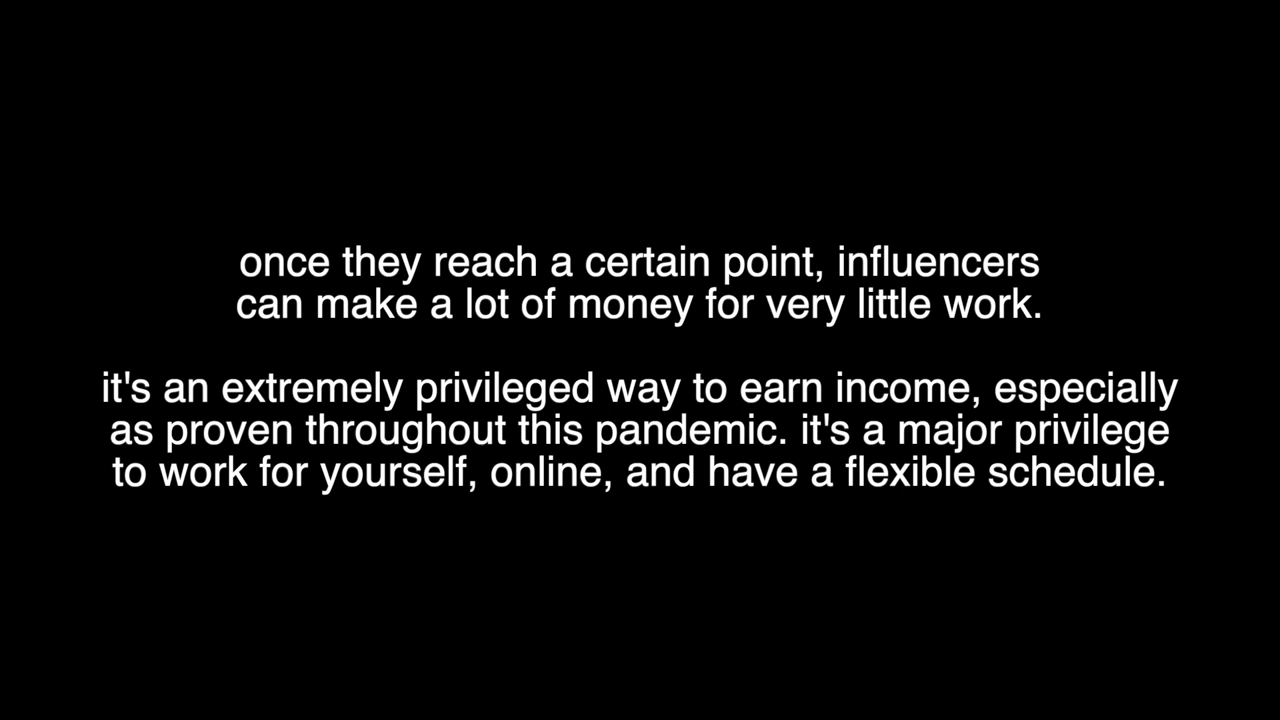 once they reach a certain point, influencers
can make a lot of money for very little work.
it's an extremely privileged way to earn income, especially
as proven throughout this pandemic. it's a major privilege
to work for yourself, online, and have a flexible schedule.